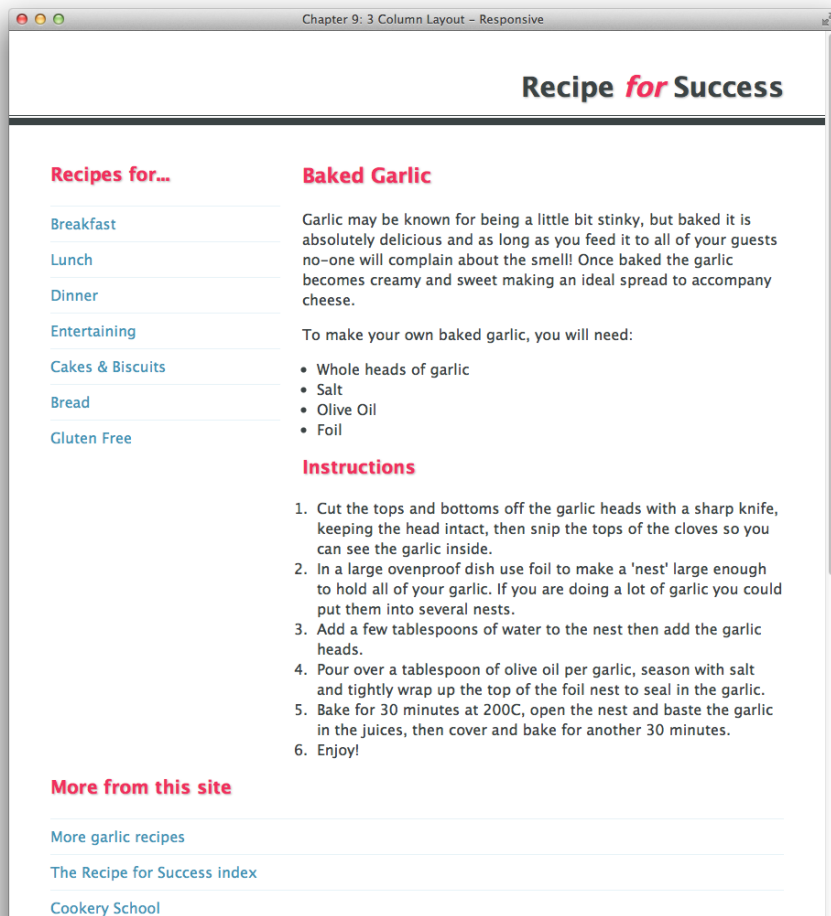 Chapter 9: 3 Column Layout – Responsive
Recipe for Success
Recipes for...
Breakfast
Lunch
Dinner
Entertaining
Cakes & Biscuits
Bread
Gluten Free
Baked Garlic
Garlic may be known for being a little bit stinky, but baked it is
absolutely delicious and as long as you feed it to all of your guests
no-one will complain about the smell! Once baked the garlic
becomes creamy and sweet making an ideal spread to accompany
cheese.
To make your own baked garlic, you will need:
• Whole heads of garlic
• Salt
• Olive Oil
• Foil
Instructions
1. Cut the tops and bottoms off the garlic heads with a sharp knife,
keeping the head intact, then snip the tops of the cloves so you
can see the garlic inside.
2. In a large ovenproof dish use foil to make a 'nest' large enough
to hold all of your garlic. If you are doing a lot of garlic you could
put them into several nests.
3. Add a few tablespoons of water to the nest then add the garlic
heads.
4. Pour over a tablespoon of olive oil per garlic, season with salt
and tightly wrap up the top of the foil nest to seal in the garlic.
5. Bake for 30 minutes at 200C, open the nest and baste the garlic
in the juices, then cover and bake for another 30 minutes.
6. Enjoy!
More from this site
More garlic recipes
The Recipe for Success index
Cookery School